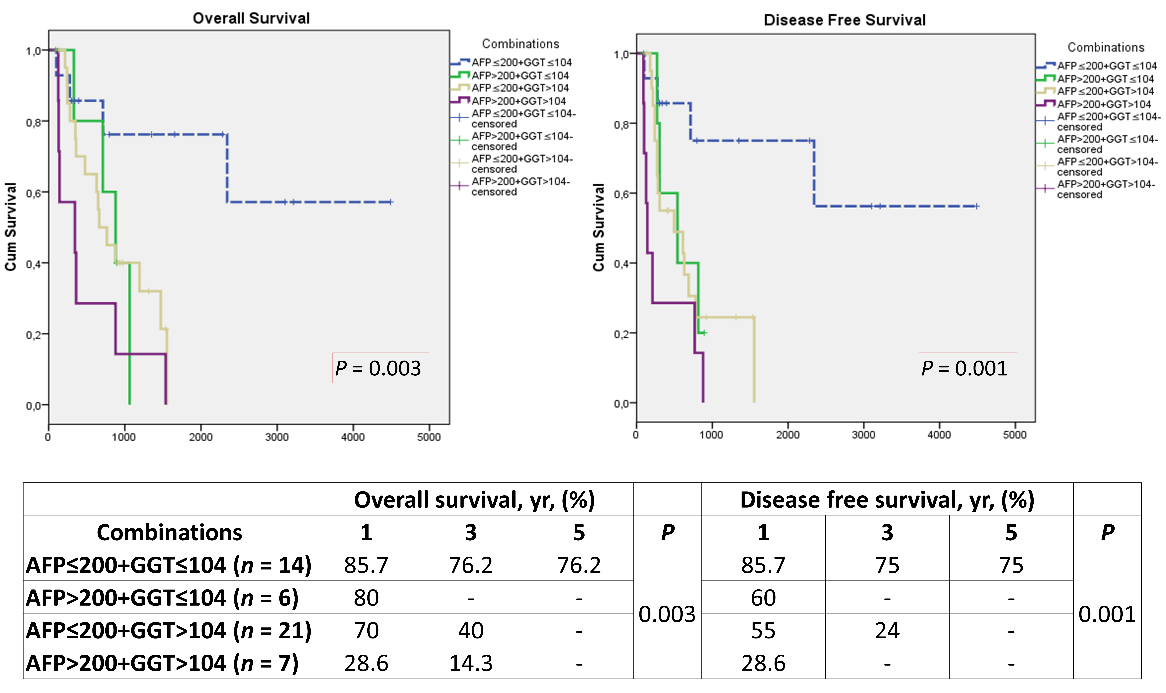 Overall Survival
Cum Survival
1,0
0,8
0,6
0,4
0,2
0,0
0 1000 2000 3000 4000 5000
P = 0.003
Combinations
AFP≤200+GGT≤104
AFP>200+GGT≤104
AFP≤200+GGT>104
AFP>200+GGT>104
AFP≤200+GGT≤104-
censored
AFP>200+GGT≤104-
censored
AFP≤200+GGT>104-
censored
AFP>200+GGT>104-
censored
Disease Free Survival
Cum Survival
1,0
0,8
0,6
0,4
0,2
0,0
0 1000 2000 3000 4000 5000
P = 0.001
Combinations
AFP≤200+GGT≤104
AFP>200+GGT≤104
AFP≤200+GGT>104
AFP>200+GGT>104
AFP≤200+GGT≤104-
censored
AFP>200+GGT≤104-
censored
AFP≤200+GGT>104-
censored
AFP>200+GGT>104-
censored
Overall survival, yr, (%) Disease free survival, yr, (%)
Combinations 1 3 5 P 1 3 5 P
AFP≤200+GGT≤104 (n = 14) 85.7 76.2 76.2 85.7 75 75
AFP>200+GGT≤104 (n = 6) 80 - - 60 - -
0.003 0.001
AFP≤200+GGT>104 (n = 21) 70 40 - 55 24 -
AFP>200+GGT>104 (n = 7) 28.6 14.3 - 28.6 - -